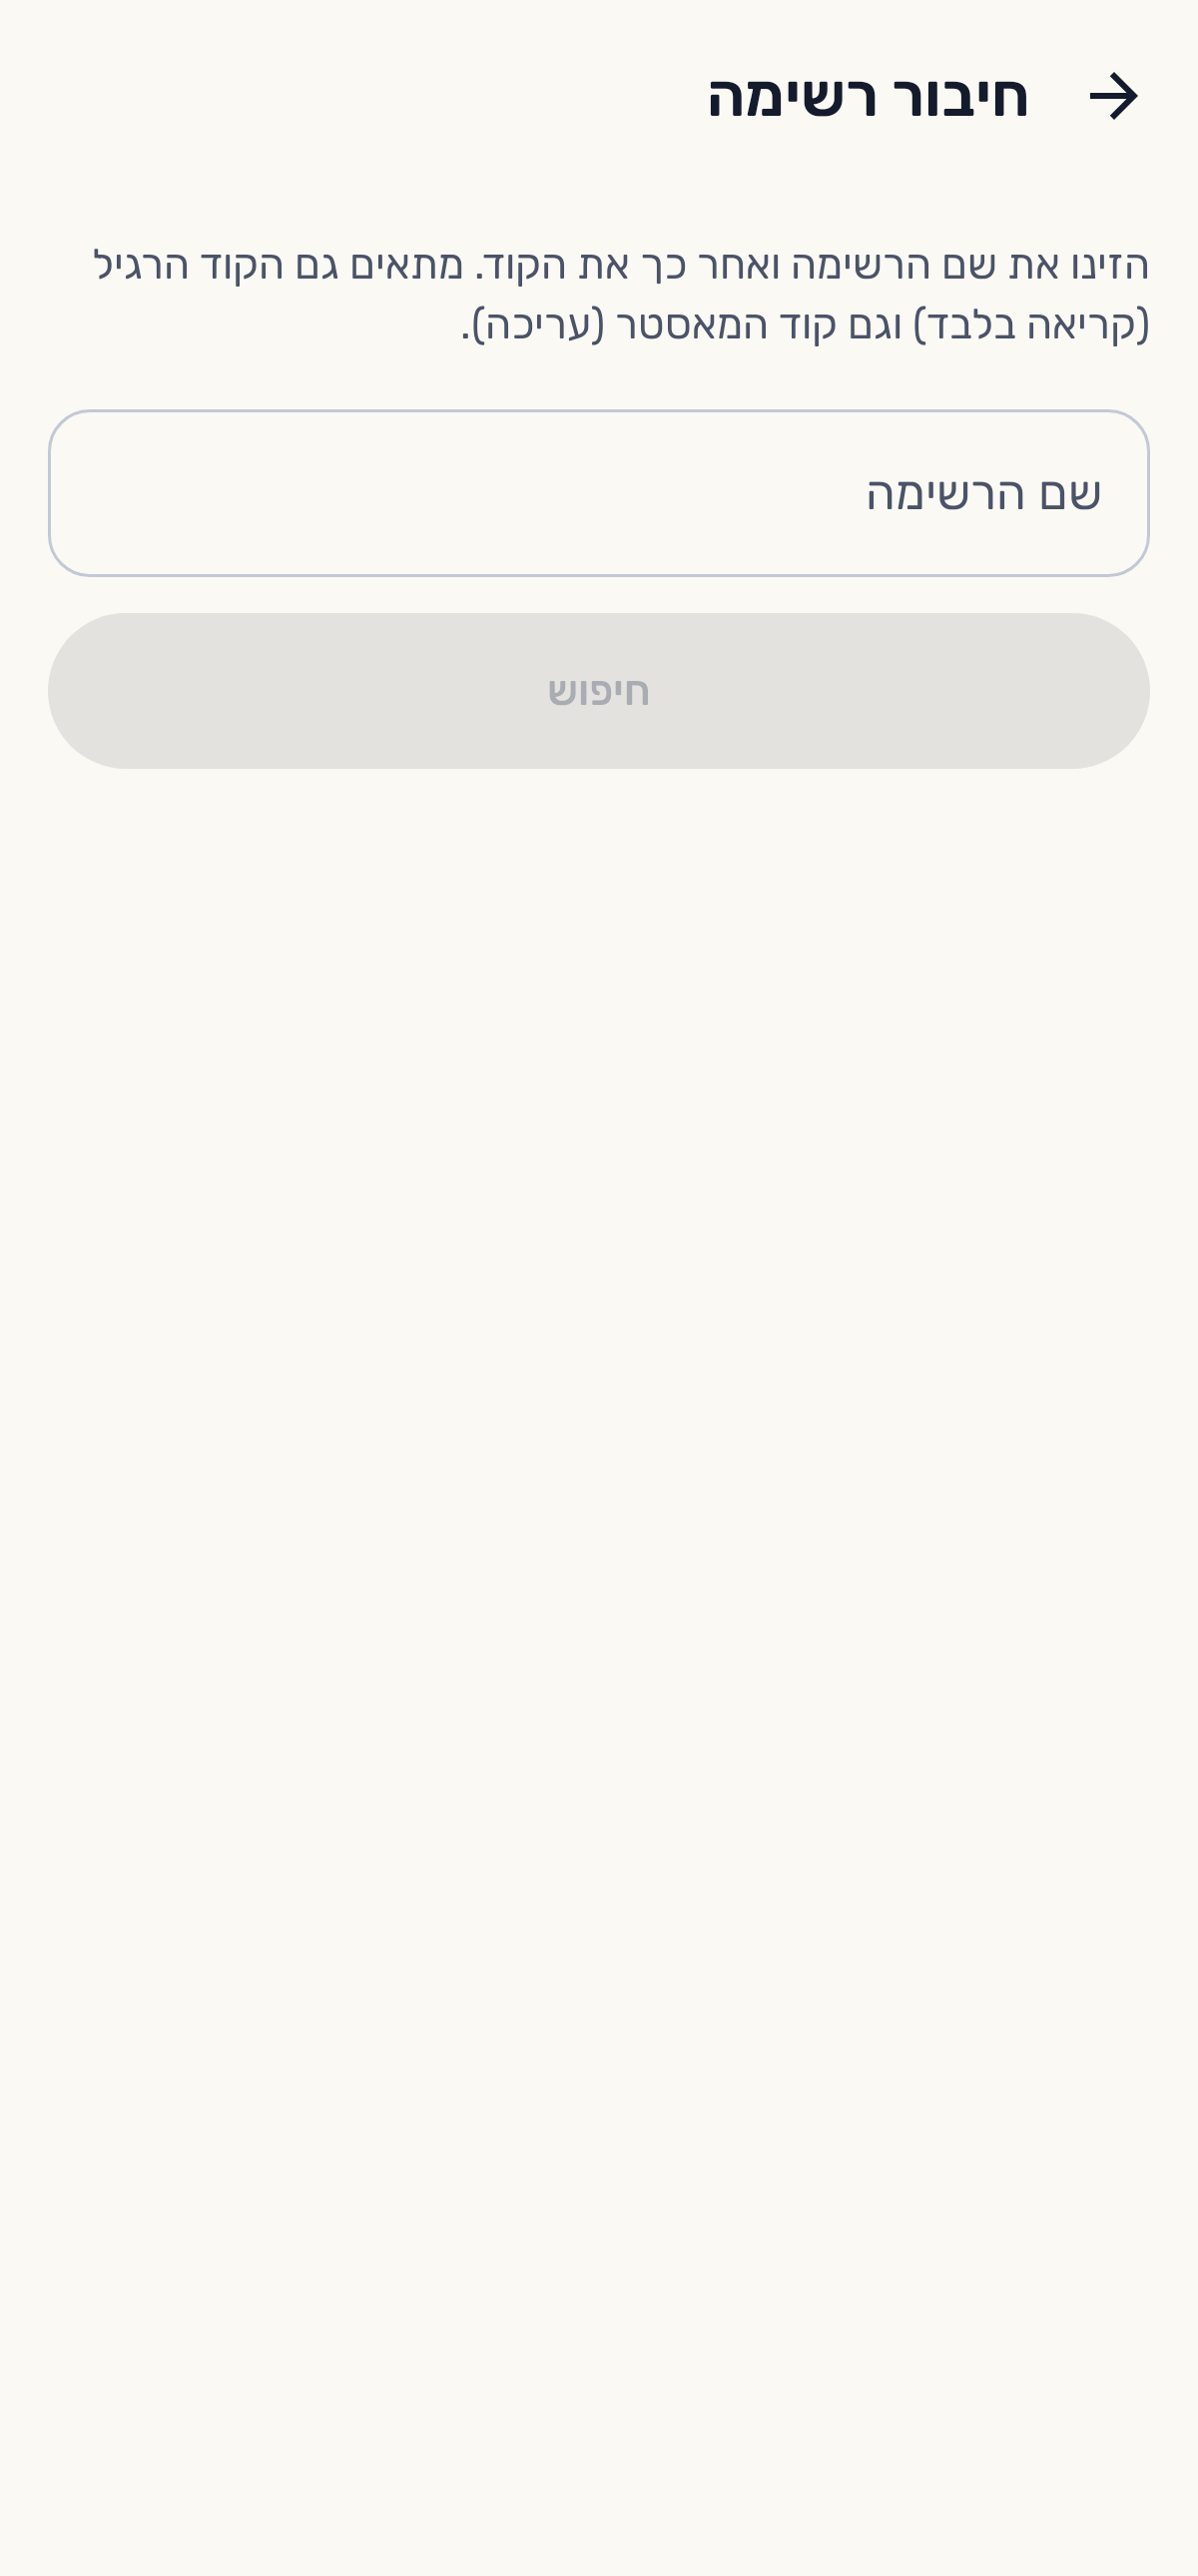 חיבור רשימה
הזינו את שם הרשימה ואחר כך את הקוד. מתאים גם הקוד הרגיל
(קריאה בלבד) וגם קוד המאסטר (עריכה).
שם הרשימה
חיפוש